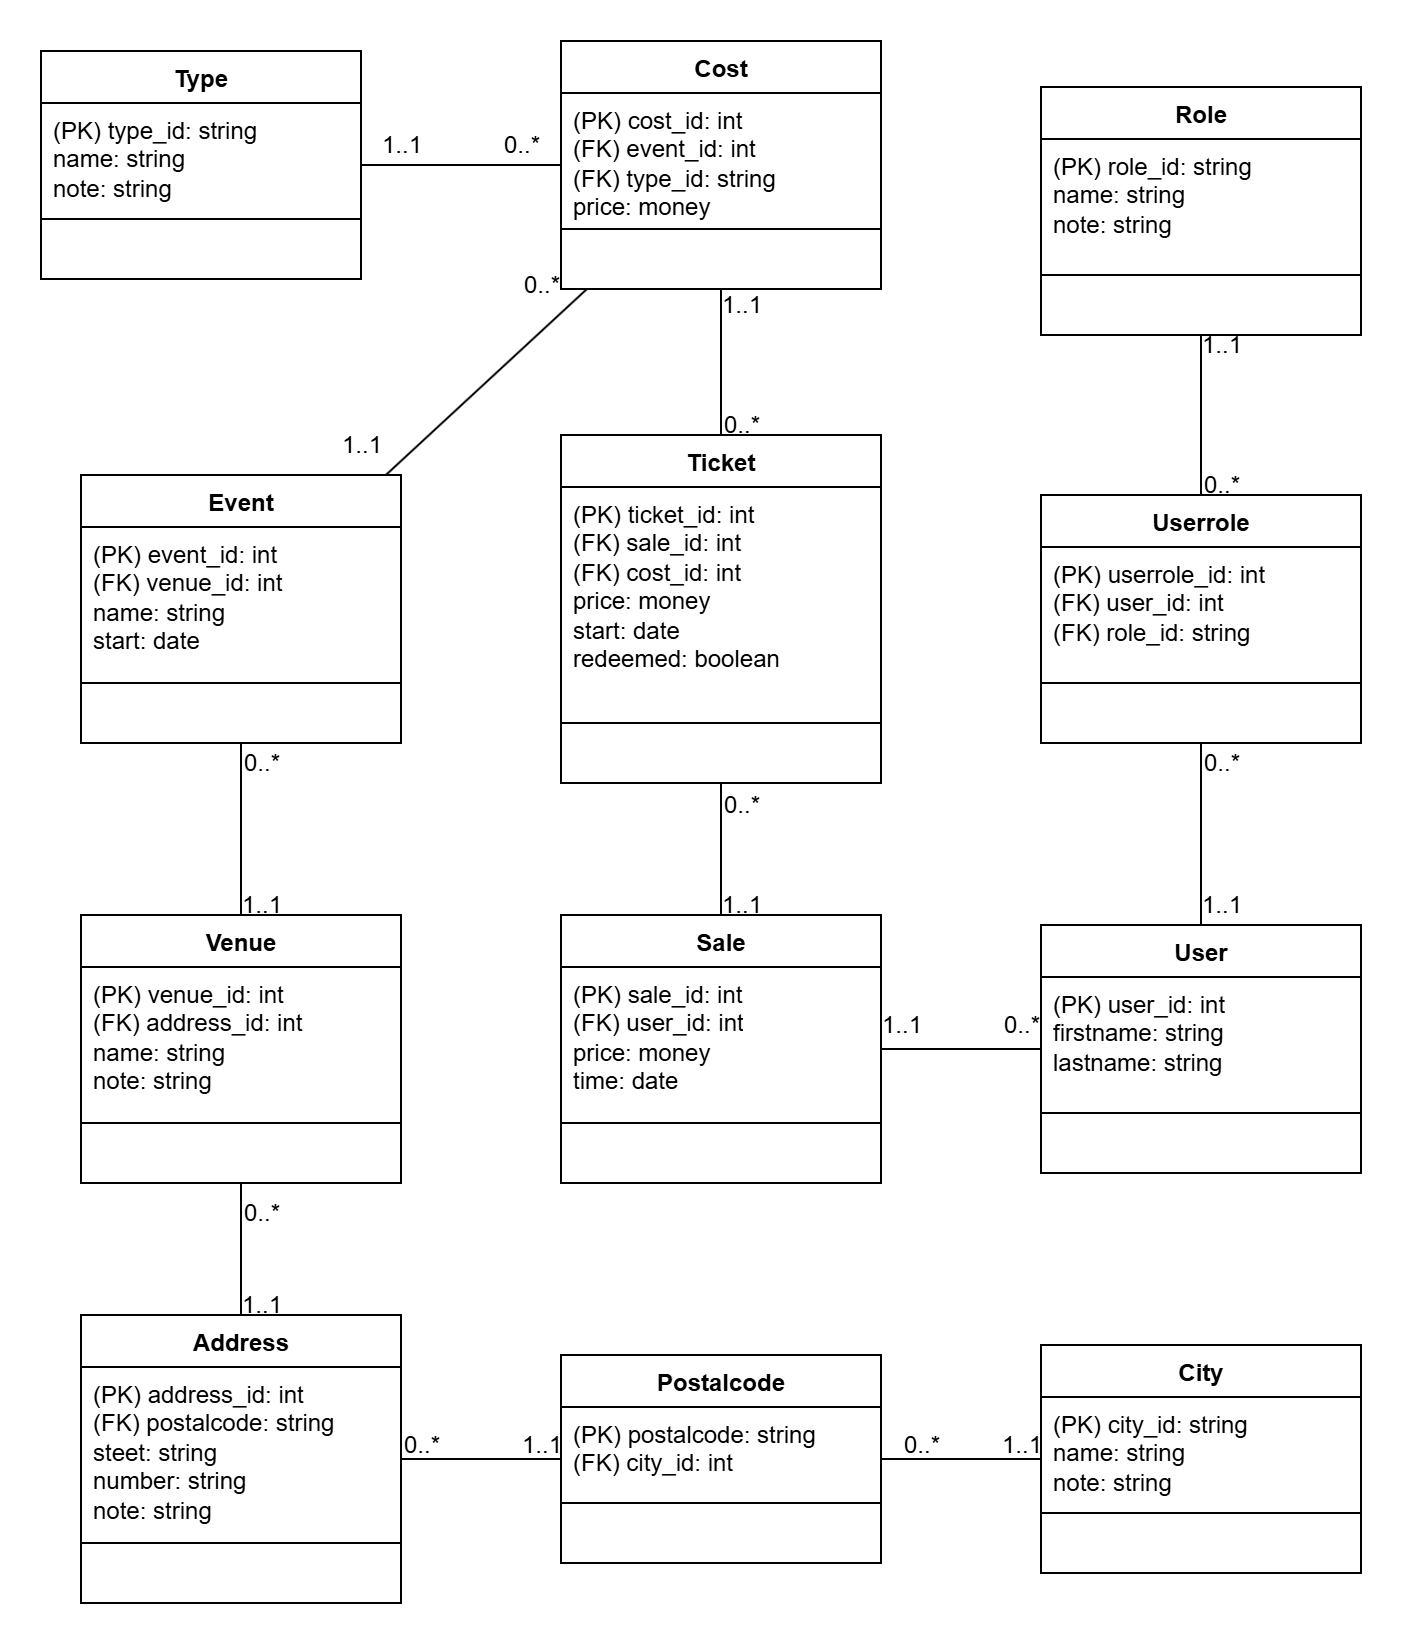 Type
(PK) type_id: string
name: string
note: string
1..1
0..*
Cost
(PK) cost_id: int
(FK) event_id: int
(FK) type_id: string
price: money
0..*
1..1
1..1
0..*
Role
(PK) role_id: string
name: string
note: string
1..1
0..*
Event
(PK) event_id: int
(FK) venue_id: int
name: string
start: date
0..*
1..1
Ticket
(PK) ticket_id: int
(FK) sale_id: int
(FK) cost_id: int
price: money
start: date
redeemed: boolean
0..*
1..1
Userrole
(PK) userrole_id: int
(FK) user_id: int
(FK) role_id: string
0..*
1..1
Venue
(PK) venue_id: int
(FK) address_id: int
name: string
note: string
0..*
1..1
Sale
(PK) sale_id: int
(FK) user_id: int
price: money
time: date
1..1
0..*
User
(PK) user_id: int
firstname: string
lastname: string
Address
(PK) address_id: int
(FK) postalcode: string
steet: string
number: string
note: string
0..*
1..1
Postalcode
(PK) postalcode: string
(FK) city_id: int
0..*
1..1
City
(PK) city_id: string
name: string
note: string